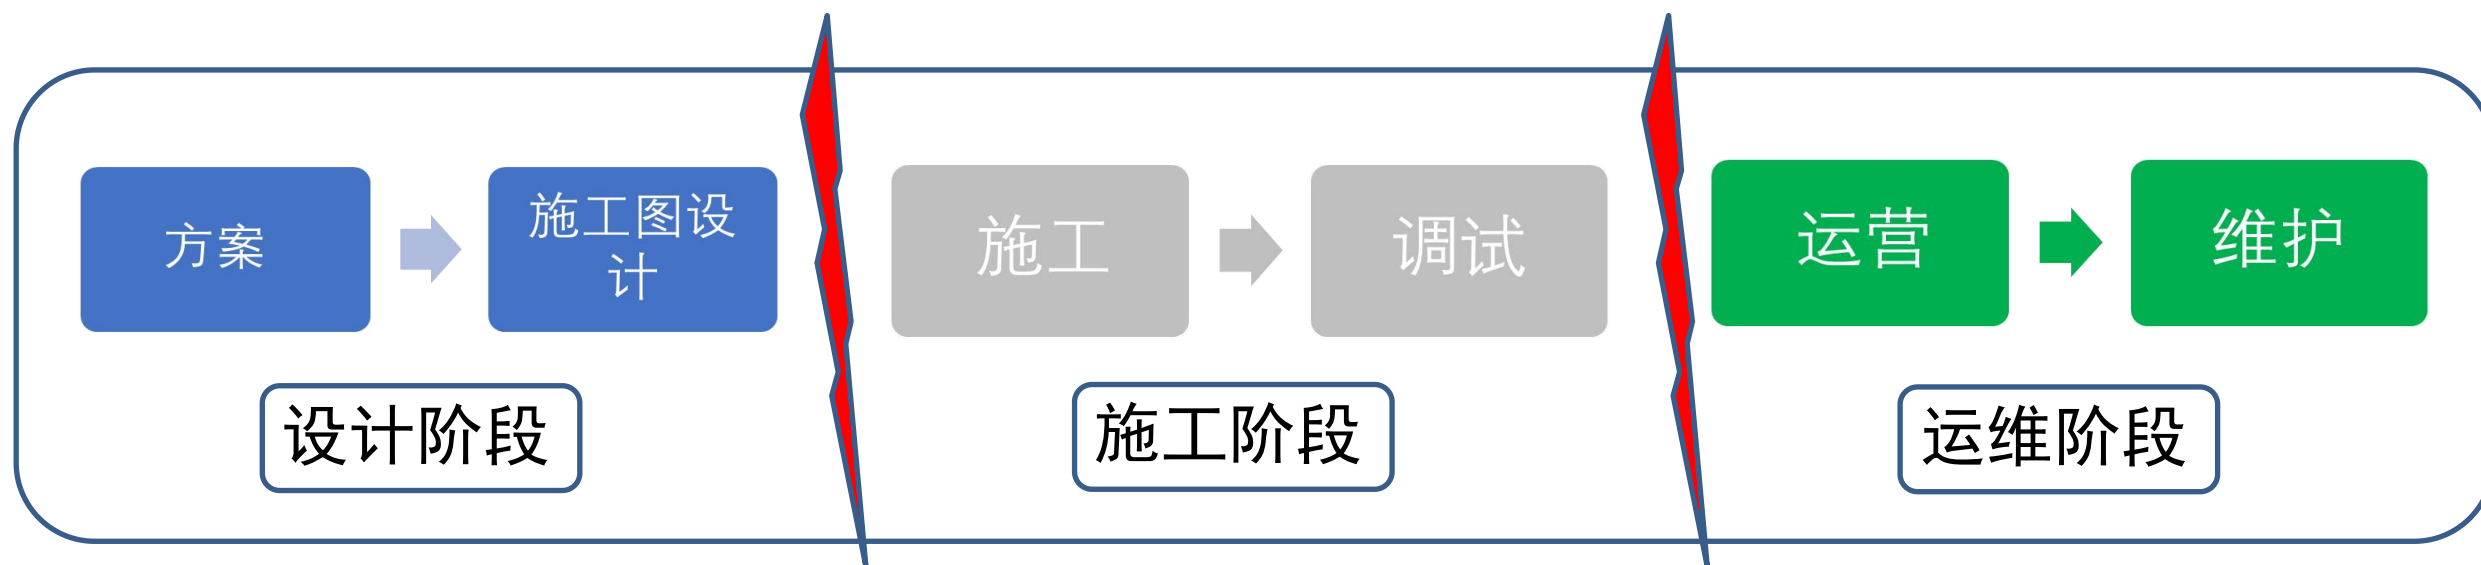 方案
施工图设
计
施工
调试
运营
维护
设计阶段
施工阶段
运维阶段